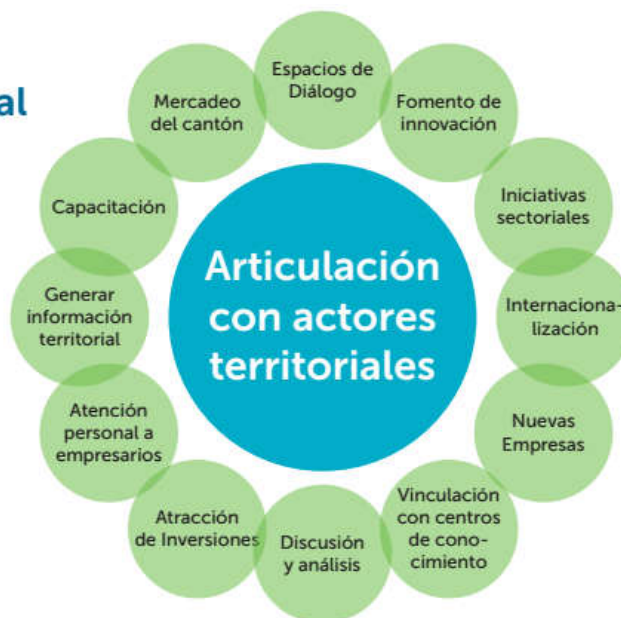 al
Espacios de
Diálogo
Fomento de
innovación
Iniciativas
sectoriales
Internaciona-
lización
Nuevas
Empresas
Vinculación
con centros
de cono-
cimiento
Discusión
y análisis
Atracción
de Inversiones
Atención
personal a
empresarios
Generar
información
territorial
Capacitación
Mercadeo
del cantón
Articulación
con actores
territoriales